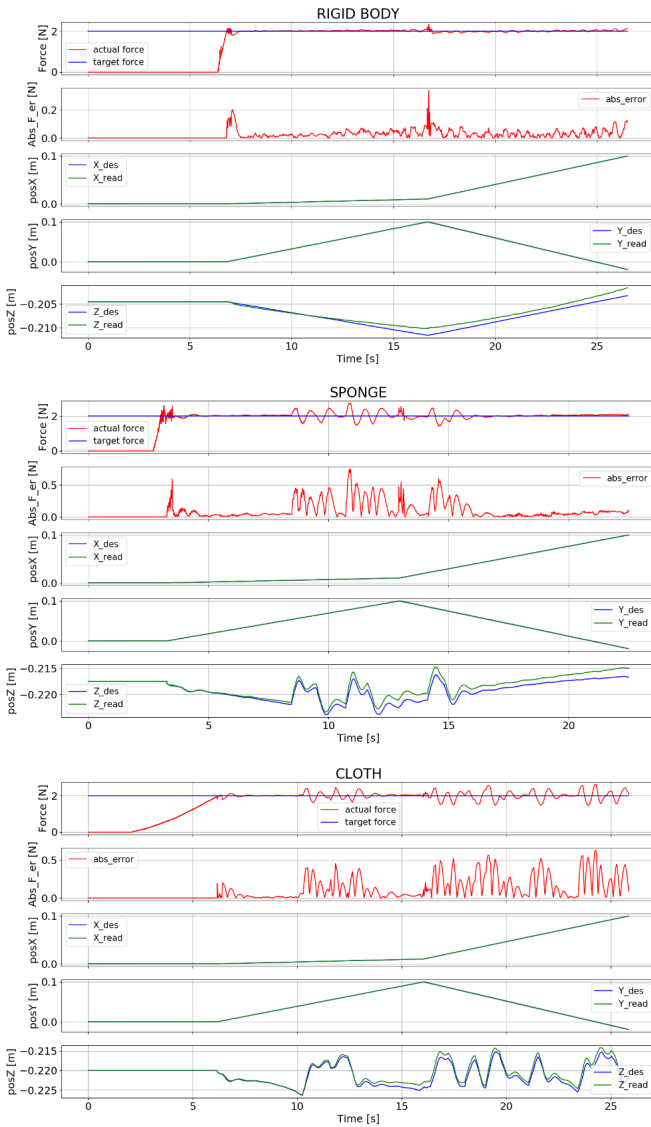 RIGID BODY
Force [N]
2
0
actual force
target force
Abs_F_er [N]
0.2
0.0
abs_error
posX [m]
0.1
0.0
X_des
X_read
posY [m]
0.1
0.0
Y_des
Y_read
posZ [m]
−0.205
−0.210
Z_des
Z_read
0 5 10 15 20 25
Time [s]
SPONGE
Force [N]
2
0
actual force
target force
Abs_F_er [N]
0.5
0.0
abs_error
posX [m]
0.1
0.0
X_des
X_read
posY [m]
0.1
0.0
Y_des
Y_read
posZ [m]
−0.215
−0.220
Z_des
Z_read
0 5 10 15 20
Time [s]
CLOTH
Force [N]
2
0
actual force
target force
Abs_F_er [N]
0.5
0.0
abs_error
posX [m]
0.1
0.0
X_des
X_read
posY [m]
0.1
0.0
Y_des
Y_read
posZ [m]
−0.215
−0.220
−0.225
Z_des
Z_read
0 5 10 15 20 25
Time [s]